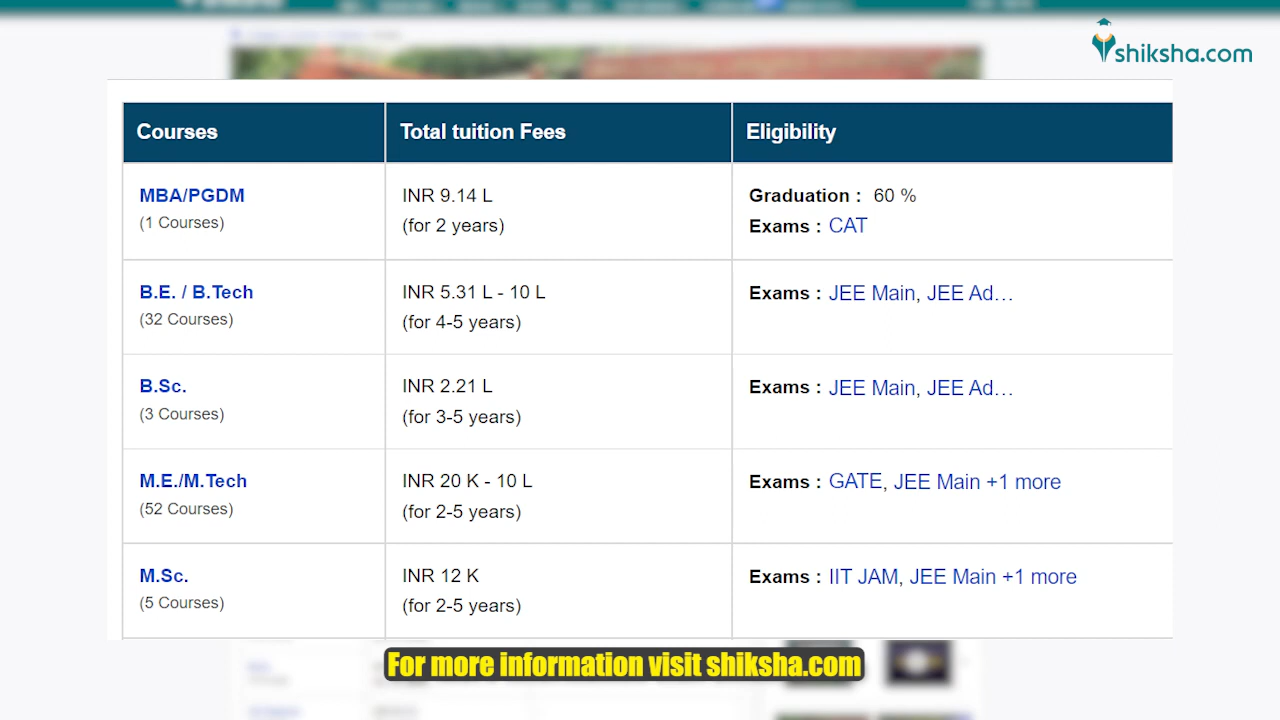 shiksha.com
Courses
Total tuition Fees
Eligibility
MBA/PGDM
(1 Courses)
INR 9.14 L
(for 2 years)
Graduation : 60 %
Exams : CAT
B.E. / B.Tech
(32 Courses)
INR 5.31 L - 10 L
(for 4-5 years)
Exams : JEE Main, JEE Ad...
B.Sc.
(3 Courses)
INR 2.21 L
(for 3-5 years)
Exams : JEE Main, JEE Ad...
M.E./M.Tech
(52 Courses)
INR 20 K - 10 L
(for 2-5 years)
Exams : GATE, JEE Main +1 more
M.Sc.
(5 Courses)
INR 12 K
(for 2-5 years)
Exams : IIT JAM, JEE Main +1 more
For more information visit shiksha.com